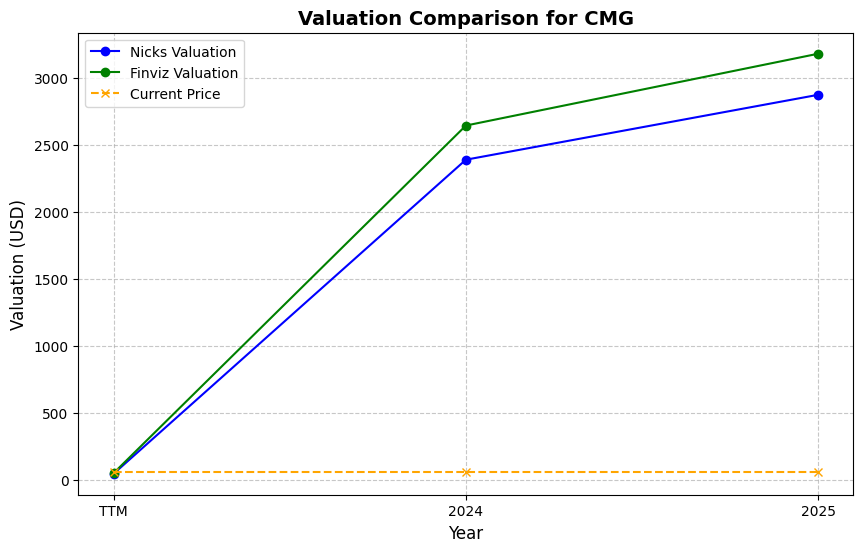 Valuation Comparison for CMG
Nicks Valuation
Finviz Valuation
Current Price
Valuation (USD)
3000
2500
2000
1500
1000
500
0
TTM
2024
2025
Year